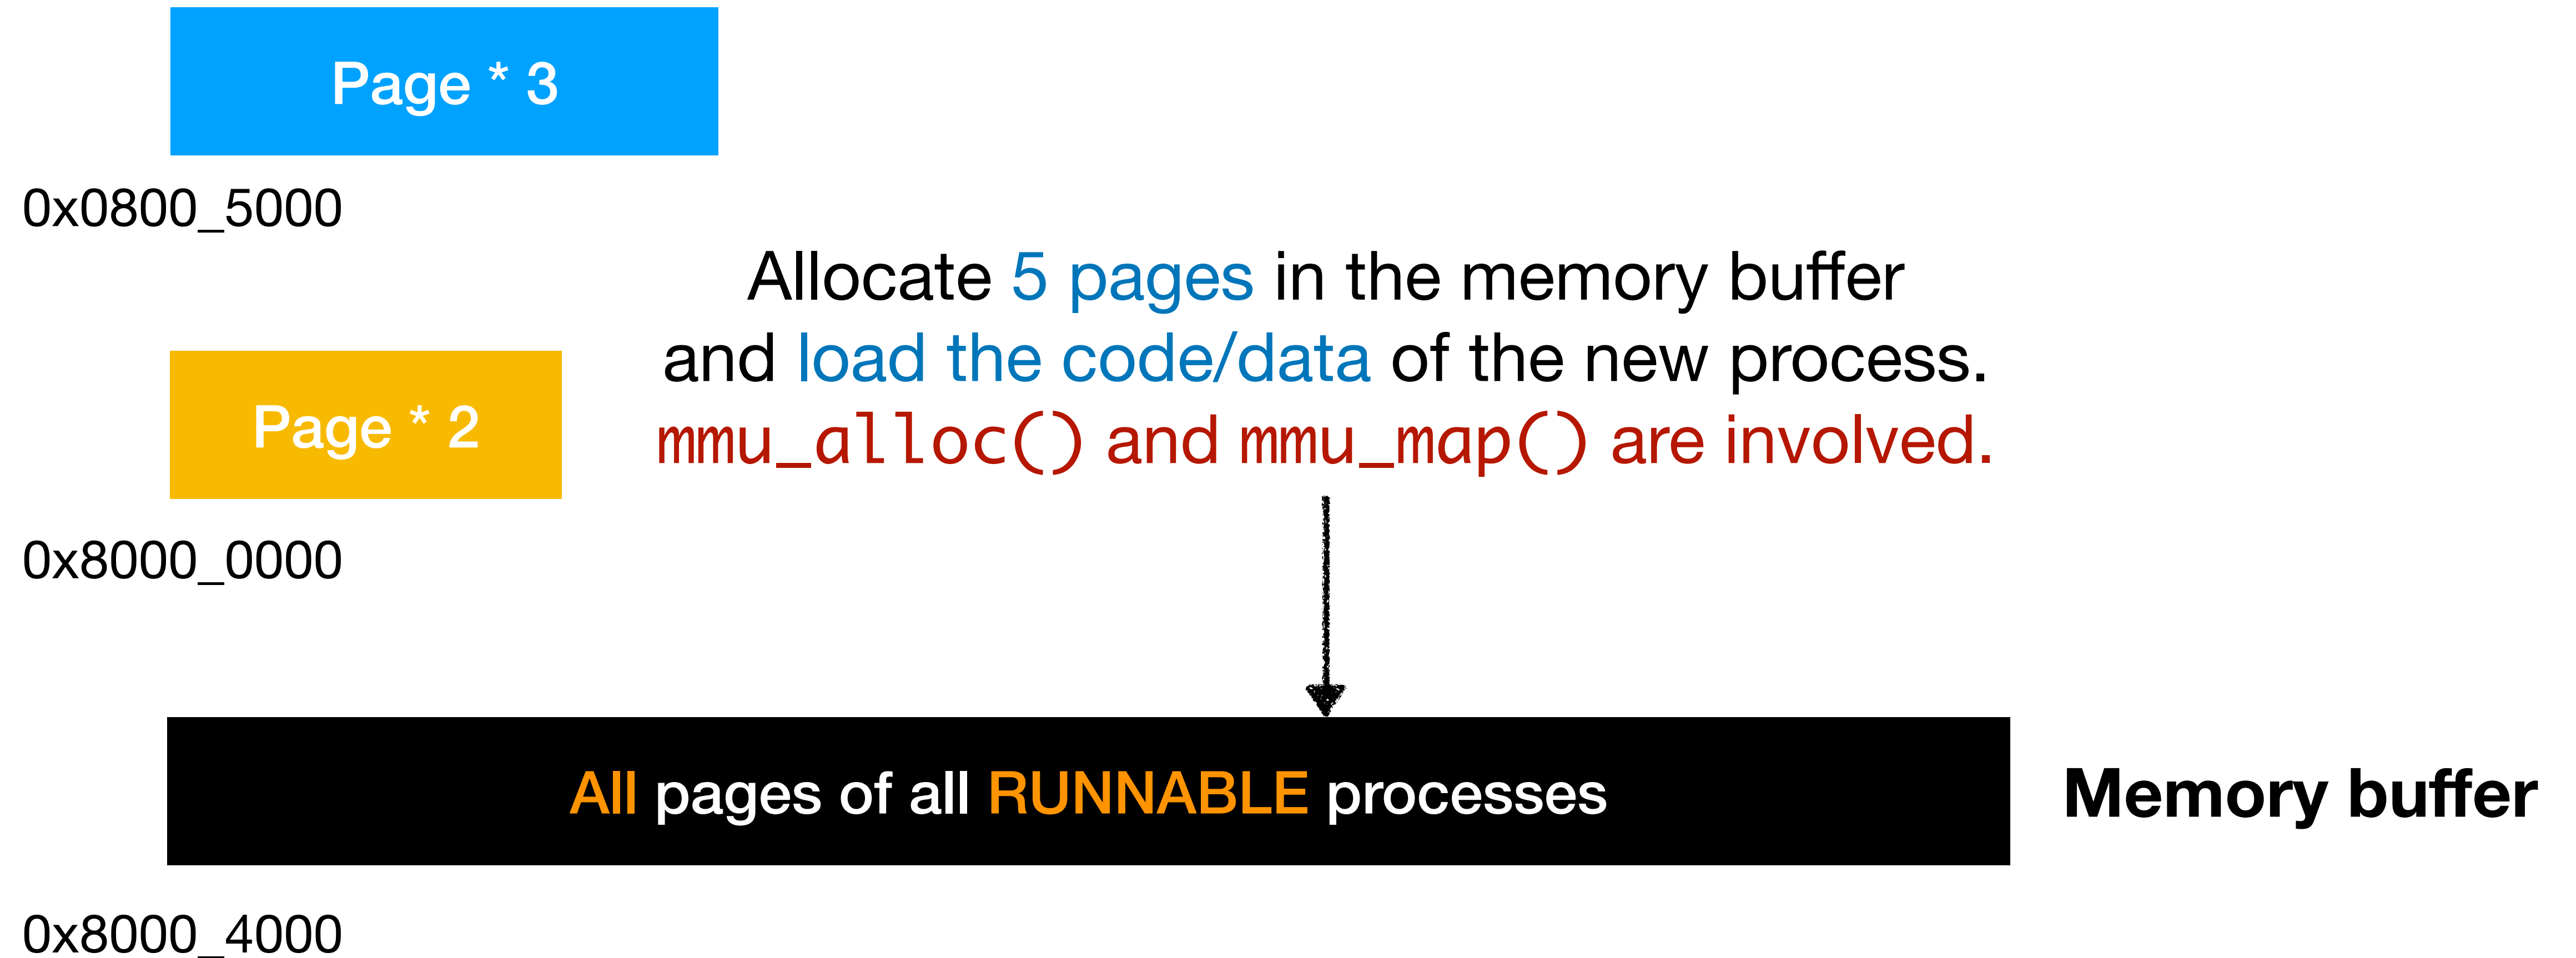 Page * 3
0x0800_5000
Allocate 5 pages in the memory buffer
and load the code/data of the new process.
mmu_alloc() and mmu_map() are involved.
Page * 2
0x8000_0000
All pages of all RUNNABLE processes
Memory buffer
0x8000_4000